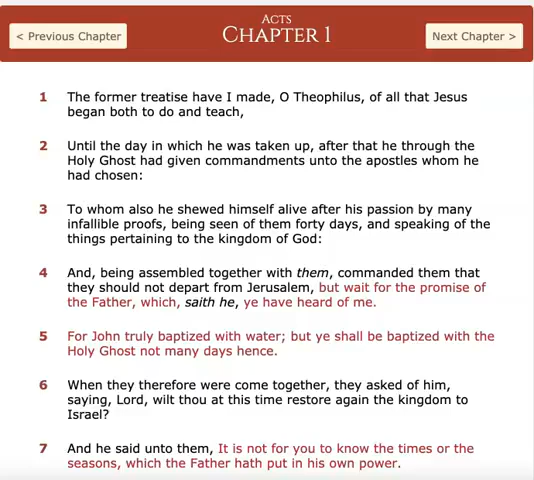 ACTS
< Previous Chapter
CHAPTER 1
Next Chapter >
1 The former treatise have I made, O Theophilus, of all that Jesus
began both to do and teach,
2 Until the day in which he was taken up, after that he through the
Holy Ghost had given commandments unto the apostles whom he
had chosen:
3 To whom also he shewed himself alive after his passion by many
infallible proofs, being seen of them forty days, and speaking of the
things pertaining to the kingdom of God:
4 And, being assembled together with them, commanded them that
they should not depart from Jerusalem, but wait for the promise of
the Father, which, saith he, ye have heard of me.
5 For John truly baptized with water; but ye shall be baptized with the
Holy Ghost not many days hence.
6 When they therefore were come together, they asked of him,
saying, Lord, wilt thou at this time restore again the kingdom to
Israel?
7 And he said unto them, It is not for you to know the times or the
seasons, which the Father hath put in his own power.